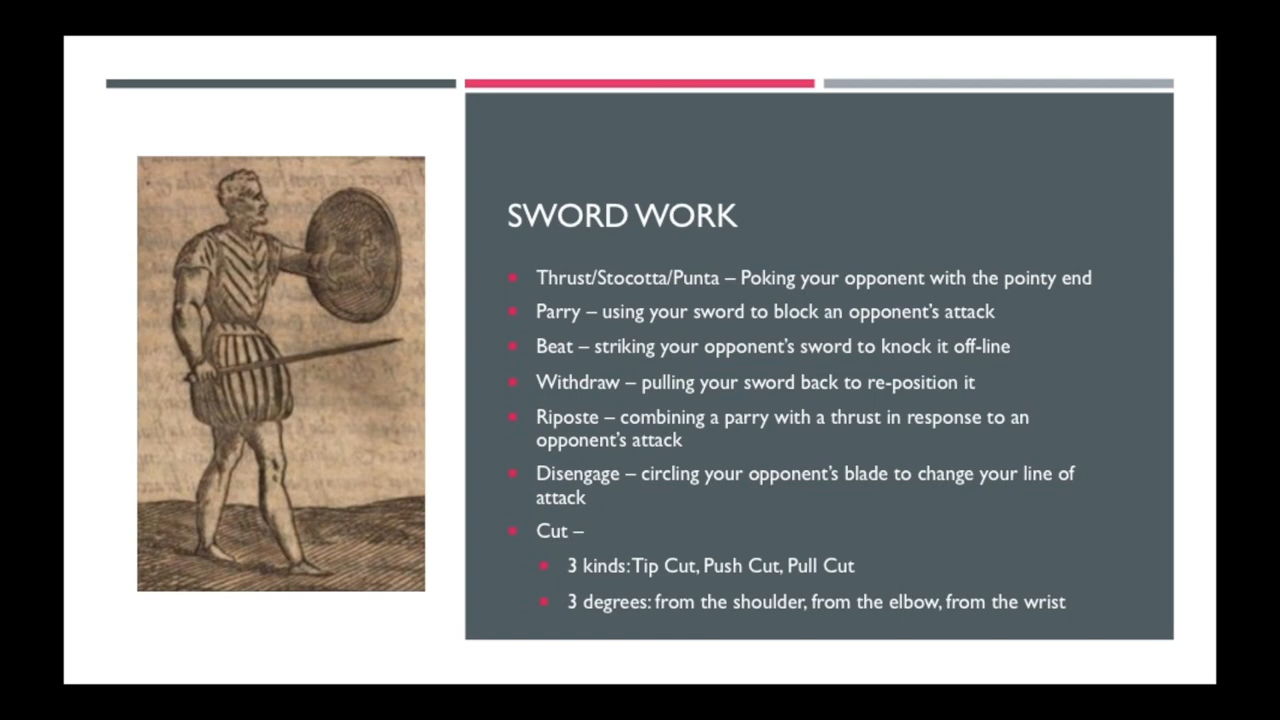 SWORD WORK
Thrust/Stocotta/Punta – Poking your opponent with the pointy end
Parry – using your sword to block an opponent's attack
Beat – striking your opponent's sword to knock it off-line
Withdraw – pulling your sword back to re-position it
Riposte – combining a parry with a thrust in response to an
opponent's attack
Disengage – circling your opponent's blade to change your line of
attack
Cut –
3 kinds: Tip Cut, Push Cut, Pull Cut
3 degrees: from the shoulder, from the elbow, from the wrist